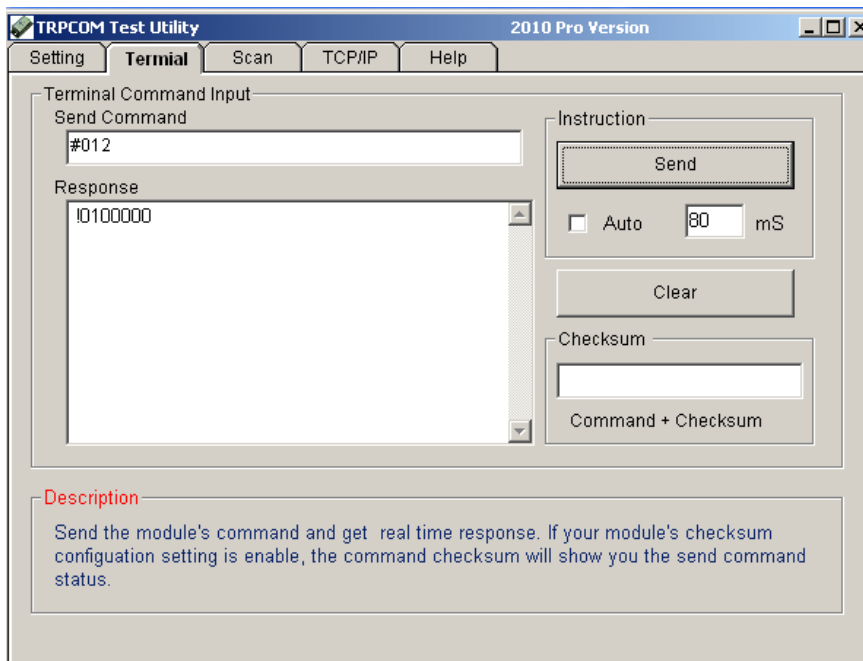 TRPCOM Test Utility 2010 Pro Version
Setting Termial Scan TCP/IP Help
Terminal Command Input
Send Command
#012
Response
!0100000
Instruction
Send
Auto 80 mS
Clear
Checksum
Command + Checksum
Description
Send the module's command and get real time response. If your module's checksum
configuation setting is enable, the command checksum will show you the send command
status.